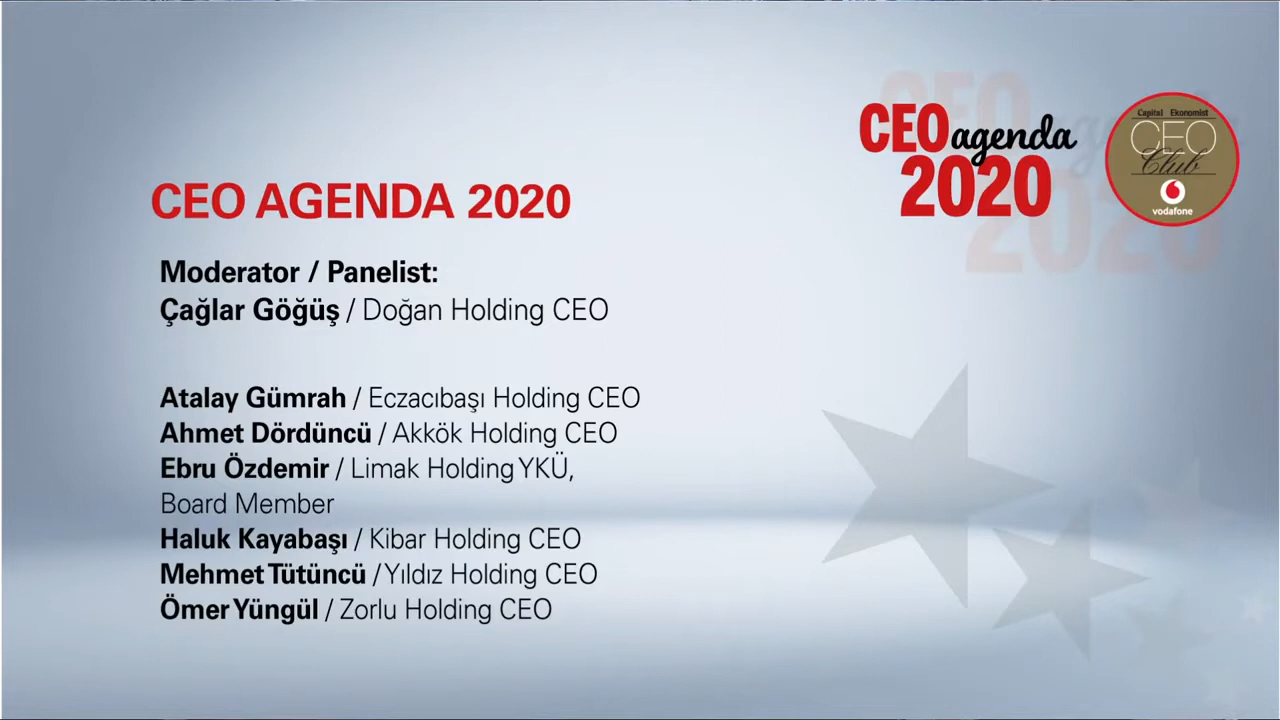 CEO agenda
2020
Capital Ekonomist
CEO
Club
vodafone
CEO AGENDA 2020
Moderator / Panelist:
Çağlar Göğüş / Doğan Holding CEO
Atalay Gümrah / Eczacıbaşı Holding CEO
Ahmet Dördüncü / Akkök Holding CEO
Ebru Özdemir / Limak Holding YKÜ,
Board Member
Haluk Kayabaşı / Kibar Holding CEO
Mehmet Tütüncü / Yıldız Holding CEO
Ömer Yüngül / Zorlu Holding CEO